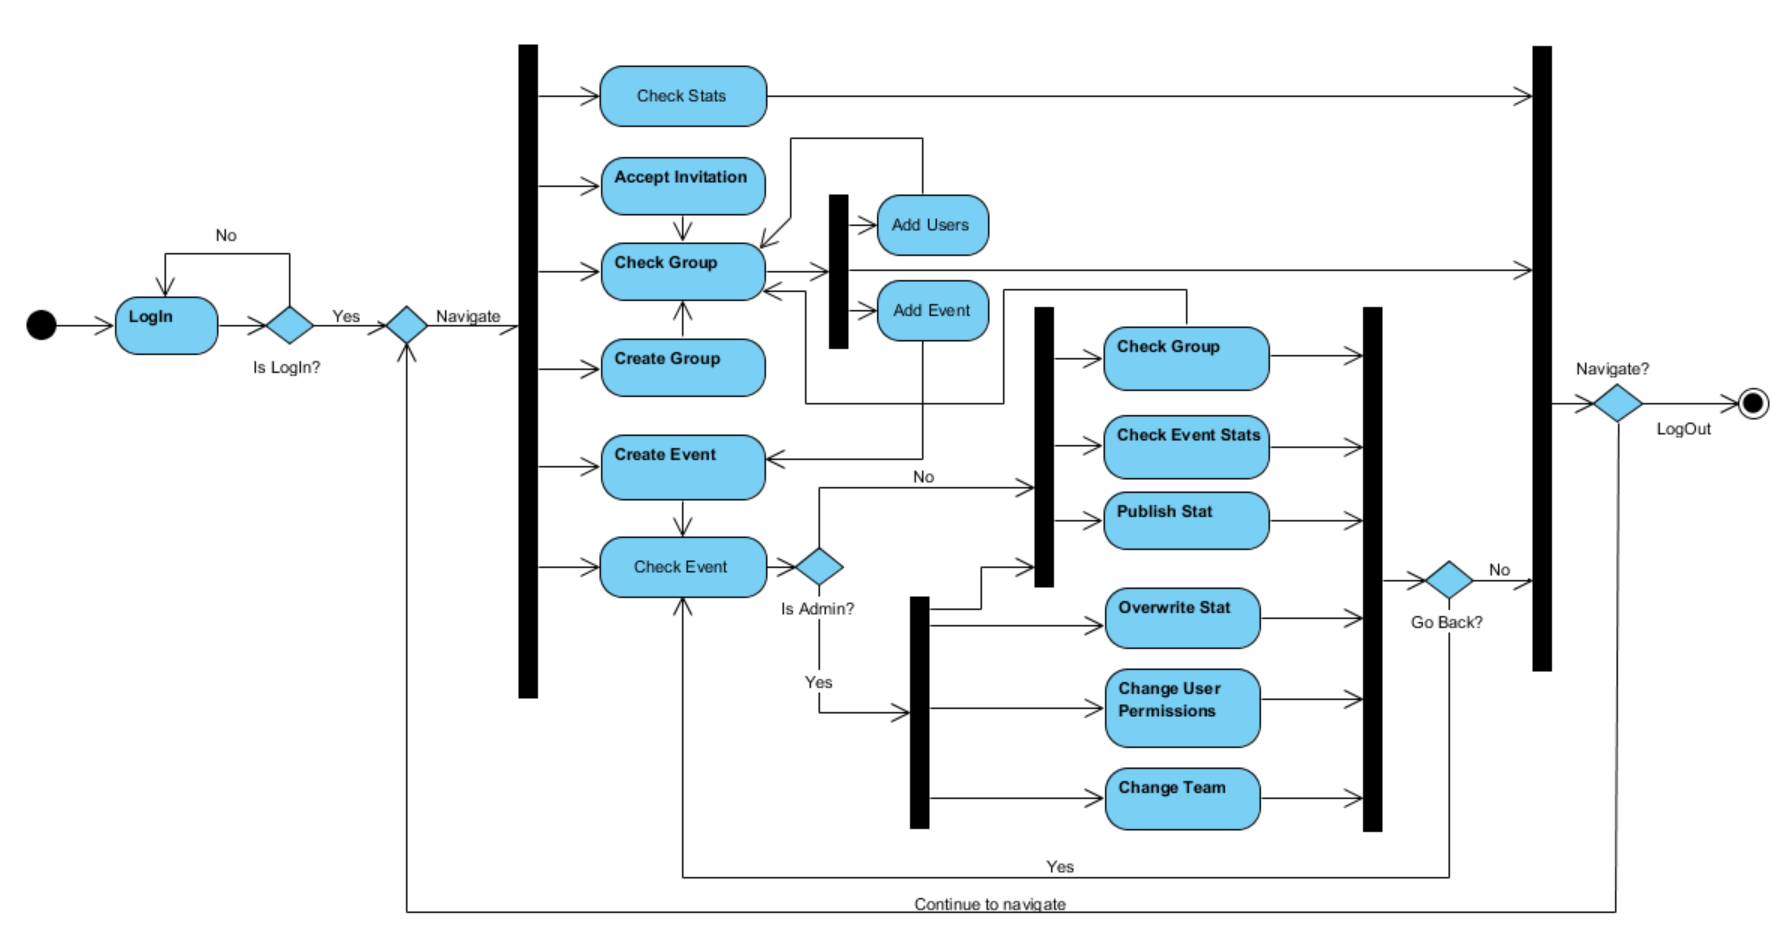 Check Stats
Accept Invitation
Add Users
No
Check Group
LogIn
Yes
Navigate
Add Event
Is LogIn?
Create Group
Check Group
Navigate?
LogOut
Create Event
Check Event Stats
No
Publish Stat
Check Event
Is Admin?
No
Overwrite Stat
Go Back?
Yes
Change User
Permissions
Change Team
Yes
Continue to navigate